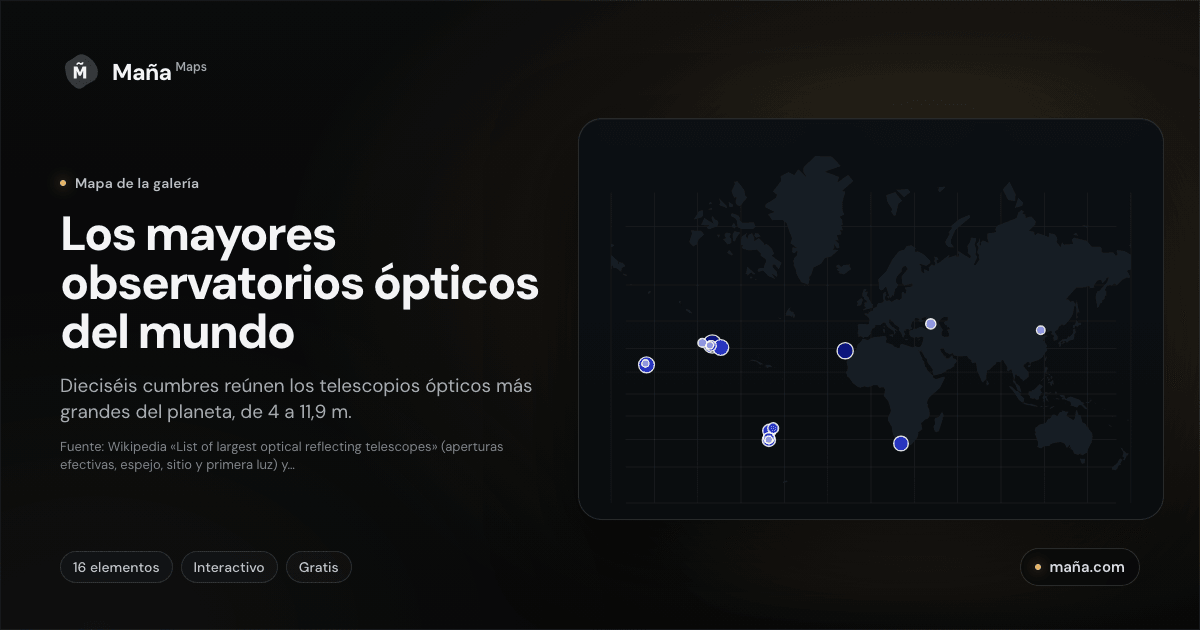 M̃ Maña Maps
Mapa de la galería
Los mayores
observatorios ópticos
del mundo
Dieciséis cumbres reúnen los telescopios ópticos más
grandes del planeta, de 4 a 11,9 m.
Fuente: Wikipedia «List of largest optical reflecting telescopes» (aperturas
efectivas, espejo, sitio y primera luz) y…
16 elementos
Interactivo
Gratis
maña.com